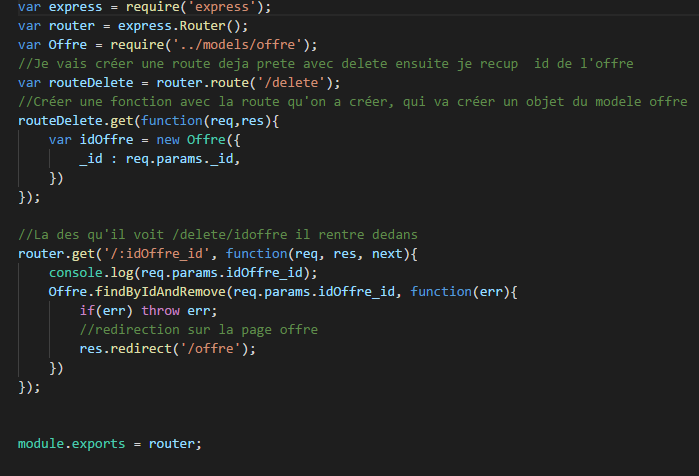 var express = require('express');
var router = express.Router();
var Offre = require('../models/offre');
//Je vais créer une route deja prete avec delete ensuite je recup  id de l'offre
var routeDelete = router.route('/delete');
//Créer une fonction avec la route qu'on a créer, qui va créer un objet du modele offre
routeDelete.get(function(req,res){
    var idOffre = new Offre({
        _id : req.params._id,
    })
});
//La des qu'il voit /delete/idoffre il rentre dedans
router.get('/:idOffre_id', function(req, res, next){
    console.log(req.params.idOffre_id);
    Offre.findByIdAndRemove(req.params.idOffre_id, function(err){
        if(err) throw err;
        //redirection sur la page offre
        res.redirect('/offre');
    })
});
module.exports = router;